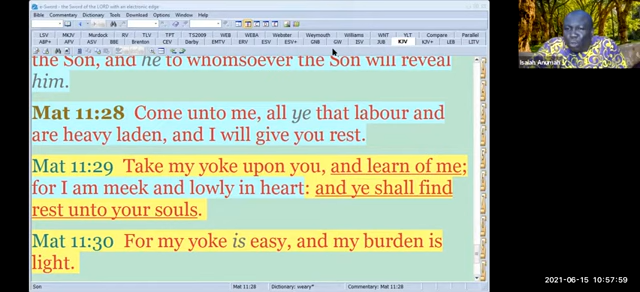 e-Sword - the Sword of the LORD with an electronic edge
Bible Commentary Dictionary Tools Download Options Window Help
LSV MKJV Murdock RV TLV TPT TS2009 WEB WEBA Webster Weymouth Williams WNT YLT Compare Parallel
ABP+ ASV BBE Brenton CEV Darby EMTV ERV ESV ESV+ GNB GW ISV JUB KJV KJV+ LEB LITV
the Son, and he to whomsoever the Son will reveal
him.
Mat 11:28 Come unto me, all ye that labour and
are heavy laden, and I will give you rest.
Mat 11:29 Take my yoke upon you, and learn of me;
for I am meek and lowly in heart: and ye shall find
rest unto your souls.
Mat 11:30 For my yoke is easy, and my burden is
light.
Son Mat 11:28 Dictionary: weary* Commentary: Mat 11:28
Isaiah Anumah
2021-06-15 10:57:59